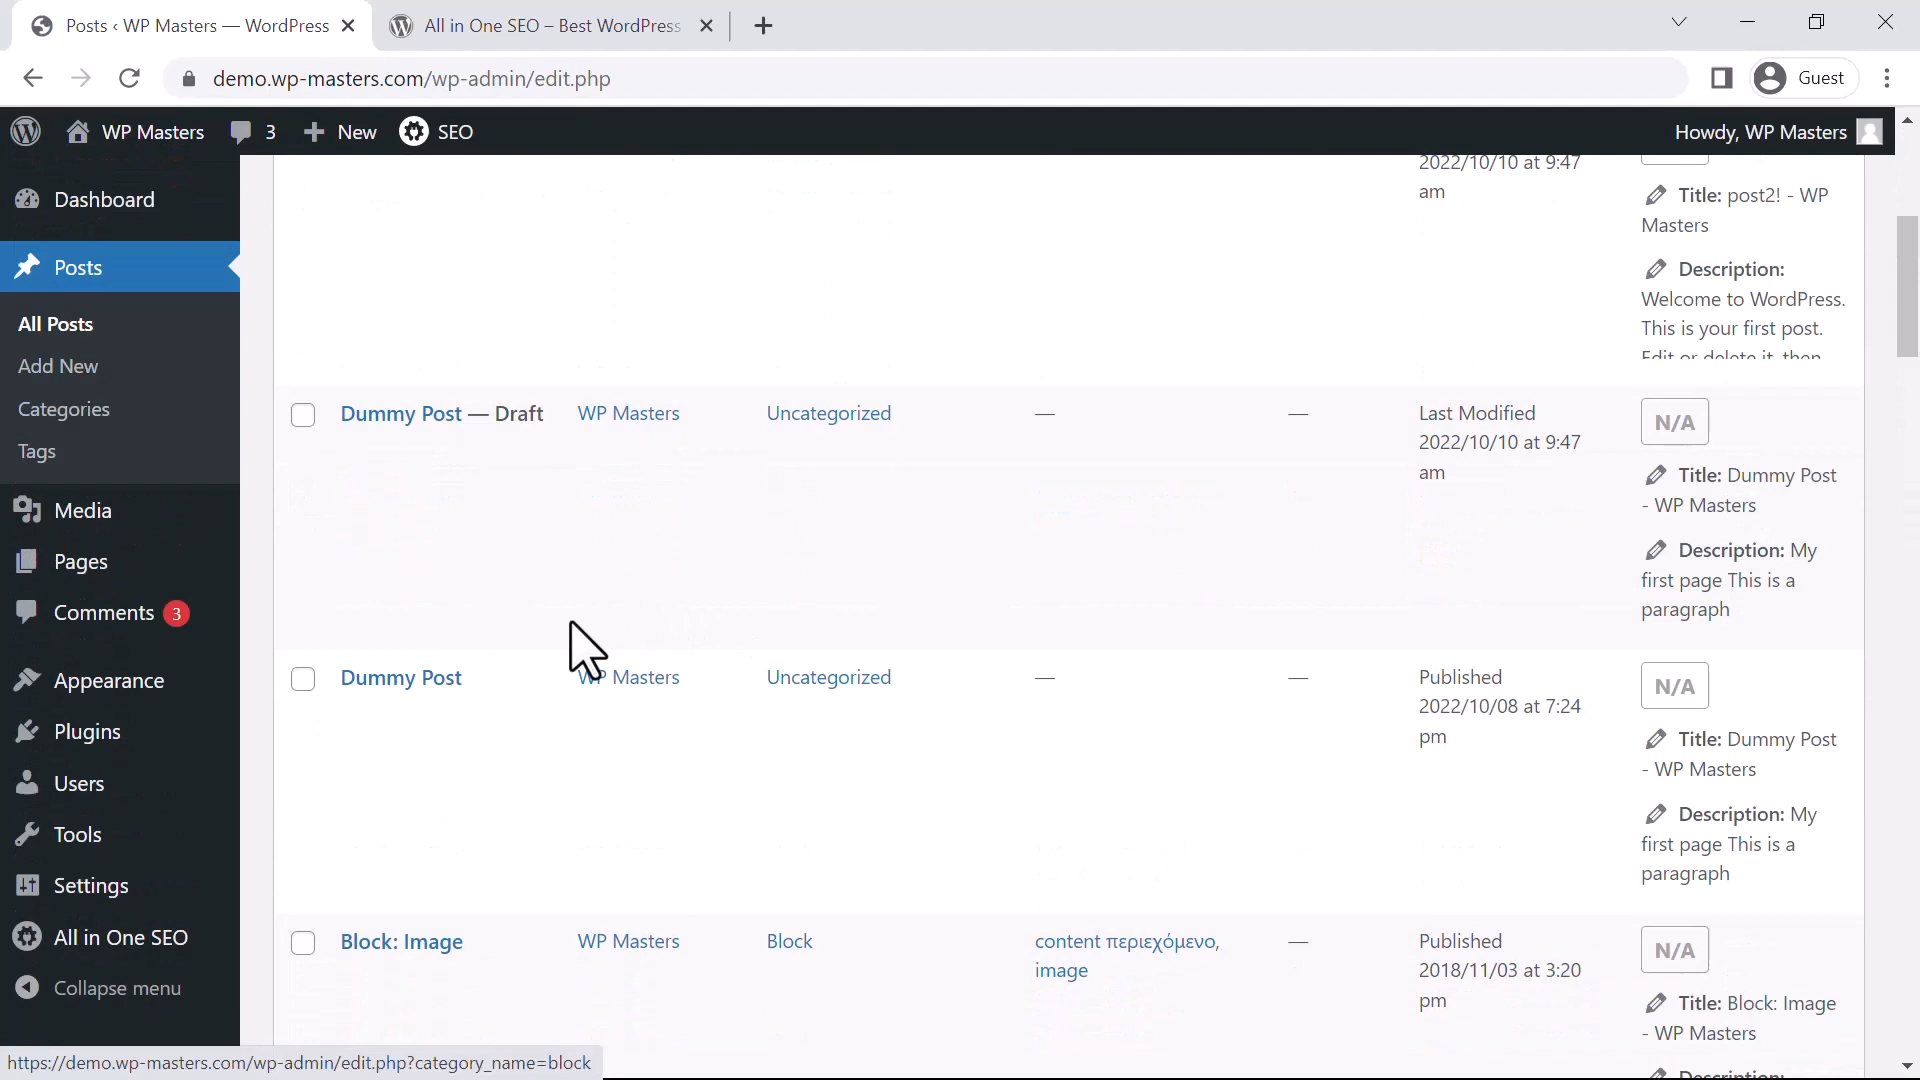 Posts ‹ WP Masters — WordPress
All in One SEO – Best WordPress
demo.wp-masters.com/wp-admin/edit.php
Guest
WP Masters
3
New
SEO
Howdy, WP Masters
Dashboard
Posts
All Posts
Add New
Categories
Tags
Media
Pages
Comments 3
Appearance
Plugins
Users
Tools
Settings
All in One SEO
Collapse menu
2022/10/10 at 9:47
am
Title: post2! - WP
Masters
Description:
Welcome to WordPress.
This is your first post.
Edit or delete it, then
Dummy Post — Draft
WP Masters
Uncategorized
—
—
Last Modified
2022/10/10 at 9:47
am
N/A
Title: Dummy Post
- WP Masters
Description: My
first page This is a
paragraph
Dummy Post
WP Masters
Uncategorized
—
—
Published
2022/10/08 at 7:24
pm
N/A
Title: Dummy Post
- WP Masters
Description: My
first page This is a
paragraph
Block: Image
WP Masters
Block
content περιεχόμενο,
image
—
Published
2018/11/03 at 3:20
pm
N/A
Title: Block: Image
- WP Masters
Description:
https://demo.wp-masters.com/wp-admin/edit.php?category_name=block